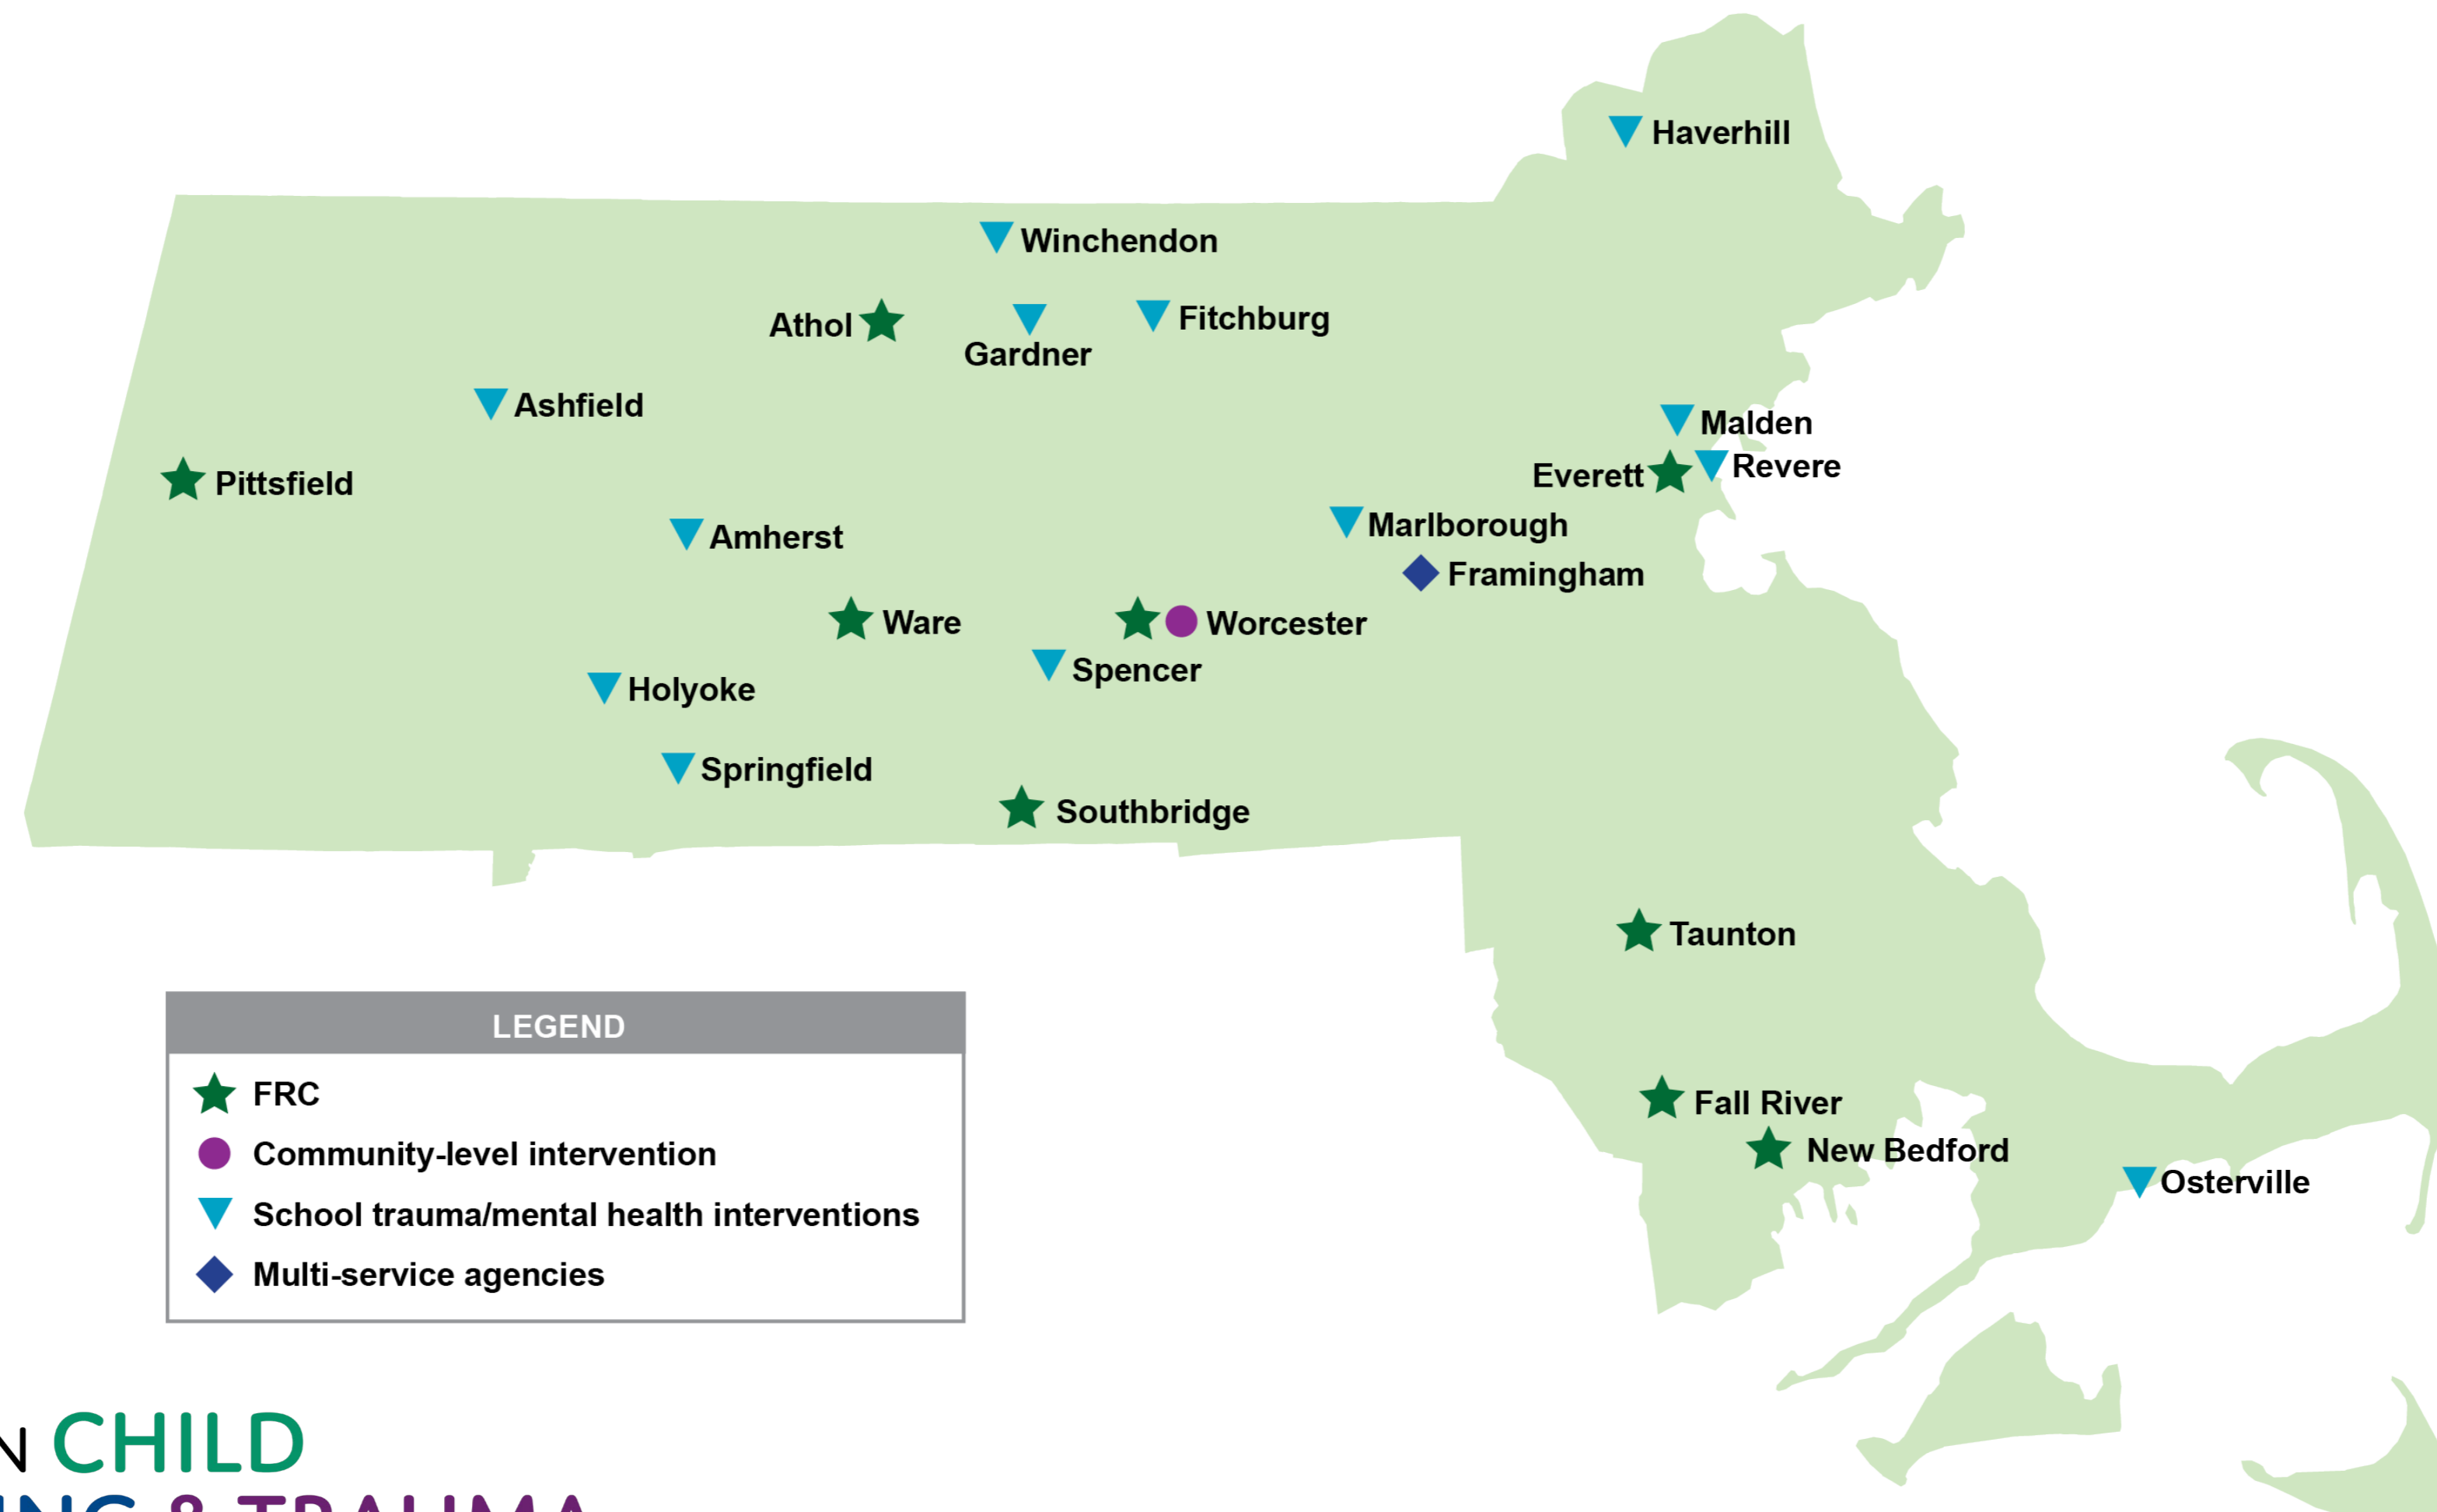 Haverhill
Winchendon
Athol
Gardner
Fitchburg
Ashfield
Malden
Pittsfield
Everett
Revere
Marlborough
Amherst
Framingham
Ware
Worcester
Spencer
Holyoke
Springfield
Southbridge
Taunton
LEGEND
FRC
Community-level intervention
School trauma/mental health interventions
Multi-service agencies
Fall River
New Bedford
Osterville
N CHILD
& TRAUMA